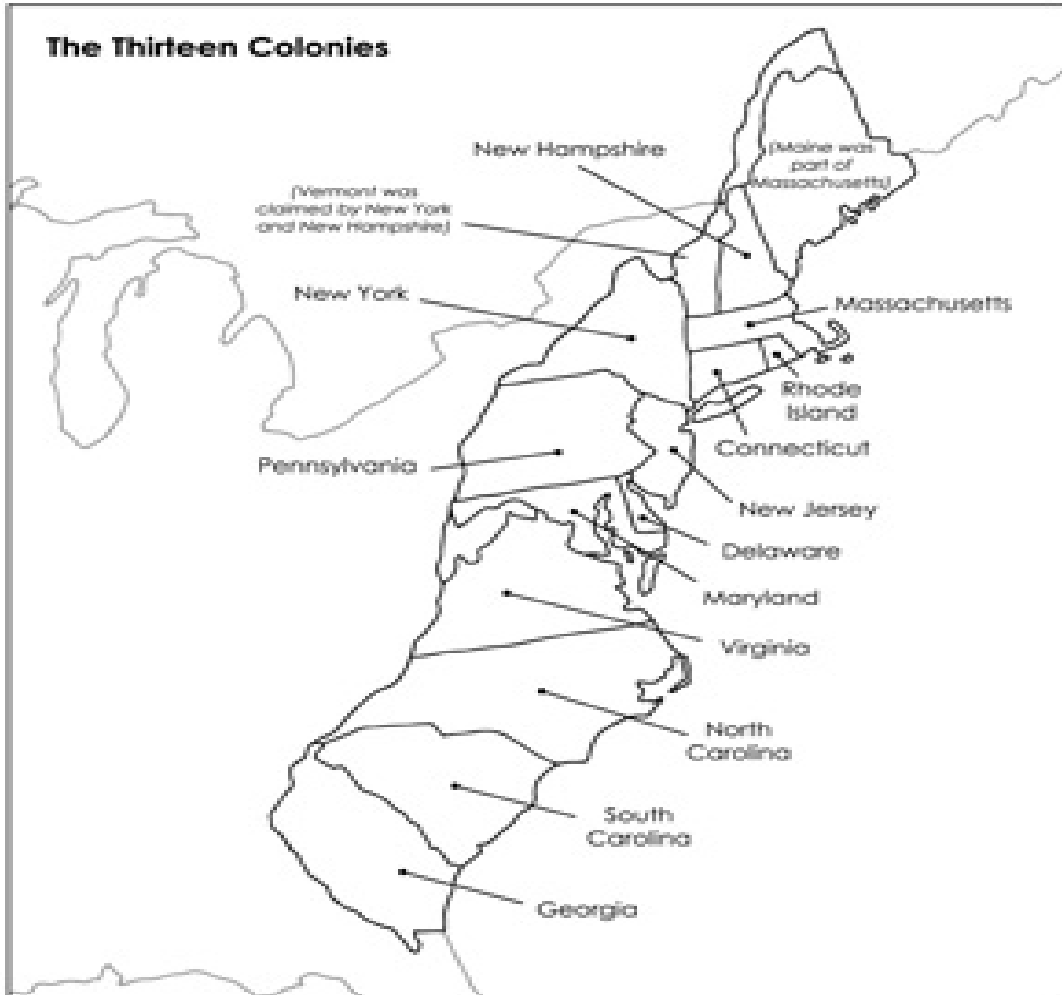 The Thirteen Colonies
New Hampshire
(Maine was
part of
Massachusetts)
(Vermont was
claimed by New York
and New Hampshire)
New York
Massachusetts
Rhode
Island
Connecticut
Pennsylvania
New Jersey
Delaware
Maryland
Virginia
North
Carolina
South
Carolina
Georgia